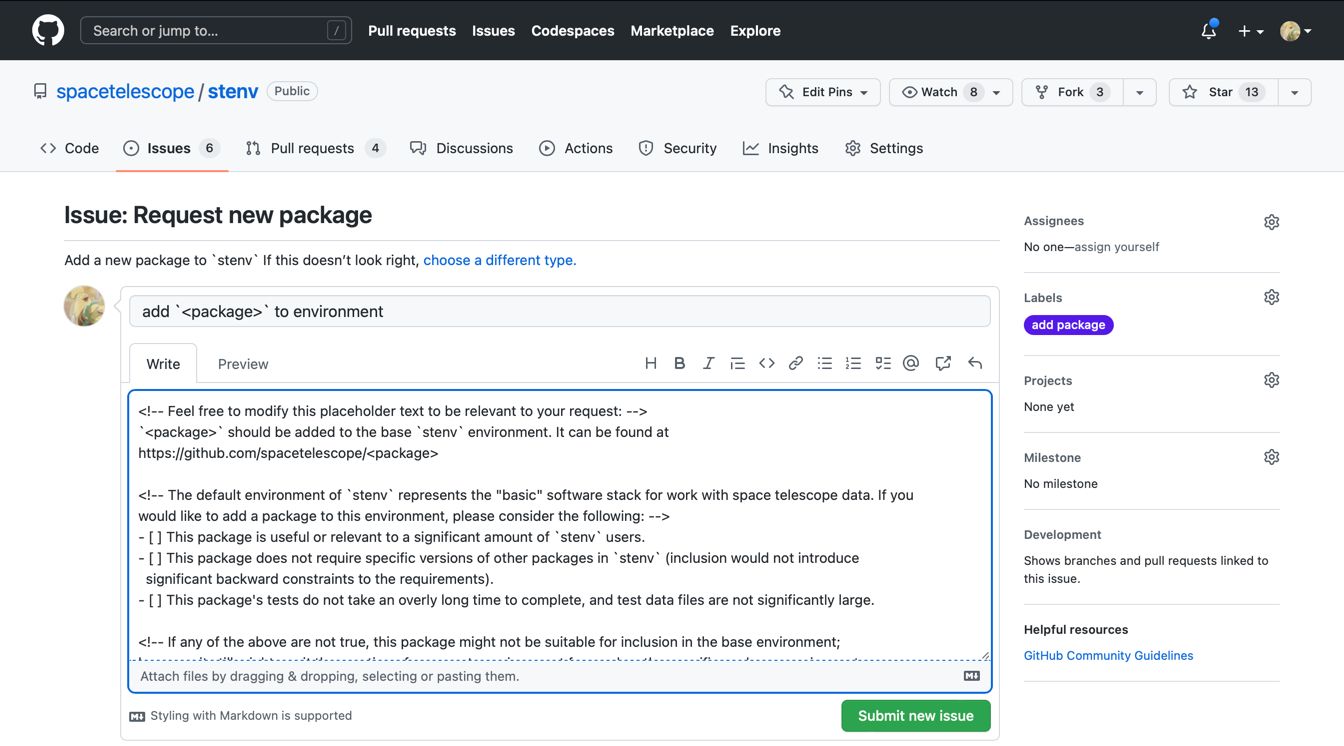 Search or jump to... / Pull requests Issues Codespaces Marketplace Explore
spacetelescope / stenv Public Edit Pins Watch 8 Fork 3 Star 13
Code Issues 6 Pull requests 4 Discussions Actions Security Insights Settings
Issue: Request new package
Add a new package to `stenv` If this doesn’t look right, choose a different type.
add `<package>` to environment
Write Preview
<!-- Feel free to modify this placeholder text to be relevant to your request: -->
`<package>` should be added to the base `stenv` environment. It can be found at
https://github.com/spacetelescope/<package>
<!-- The default environment of `stenv` represents the "basic" software stack for work with space telescope data. If you
would like to add a package to this environment, please consider the following: -->
- [ ] This package is useful or relevant to a significant amount of `stenv` users.
- [ ] This package does not require specific versions of other packages in `stenv` (inclusion would not introduce
significant backward constraints to the requirements).
- [ ] This package's tests do not take an overly long time to complete, and test data files are not significantly large.
<!-- If any of the above are not true, this package might not be suitable for inclusion in the base environment;
Attach files by dragging & dropping, selecting or pasting them.
Styling with Markdown is supported
Submit new issue
Assignees
No one—assign yourself
Labels
add package
Projects
None yet
Milestone
No milestone
Development
Shows branches and pull requests linked to
this issue.
Helpful resources
GitHub Community Guidelines